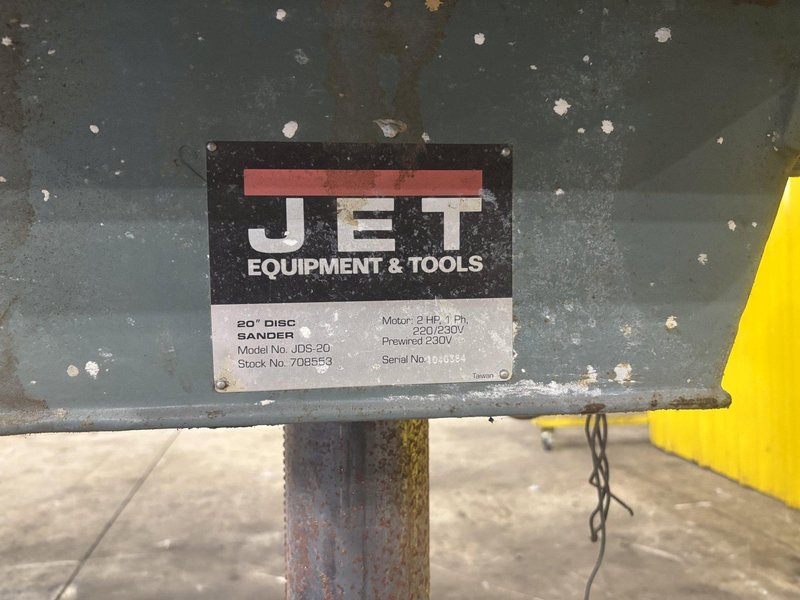 JET
EQUIPMENT & TOOLS
20" DISC
SANDER
Model No. JDS-20
Stock No. 708553
Motor: 2 HP, 1 Ph,
220/230V
Prewired 230V
Serial No. 1040384
Taiwan